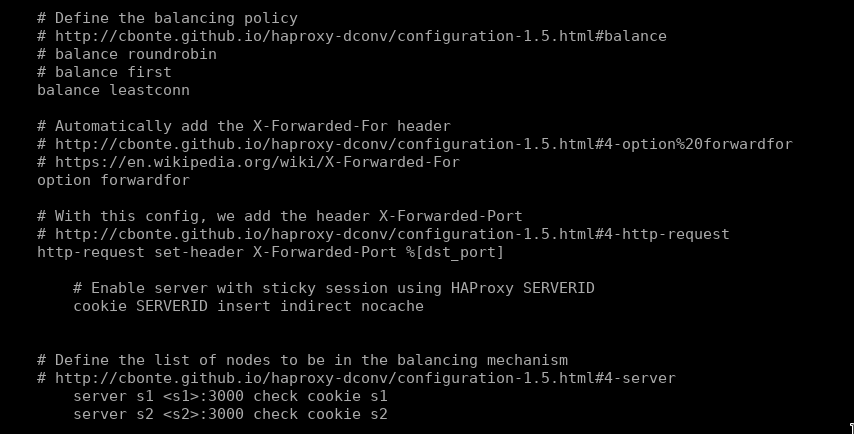 # Define the balancing policy
# http://cbonte.github.io/haproxy-dconv/configuration-1.5.html#balance
# balance roundrobin
# balance first
balance leastconn
# Automatically add the X-Forwarded-For header
# http://cbonte.github.io/haproxy-dconv/configuration-1.5.html#4-option%20forwardfor
# https://en.wikipedia.org/wiki/X-Forwarded-For
option forwardfor
# With this config, we add the header X-Forwarded-Port
# http://cbonte.github.io/haproxy-dconv/configuration-1.5.html#4-http-request
http-request set-header X-Forwarded-Port %[dst_port]
# Enable server with sticky session using HAProxy SERVERID
cookie SERVERID insert indirect nocache
# Define the list of nodes to be in the balancing mechanism
# http://cbonte.github.io/haproxy-dconv/configuration-1.5.html#4-server
server s1 <s1>:3000 check cookie s1
server s2 <s2>:3000 check cookie s2